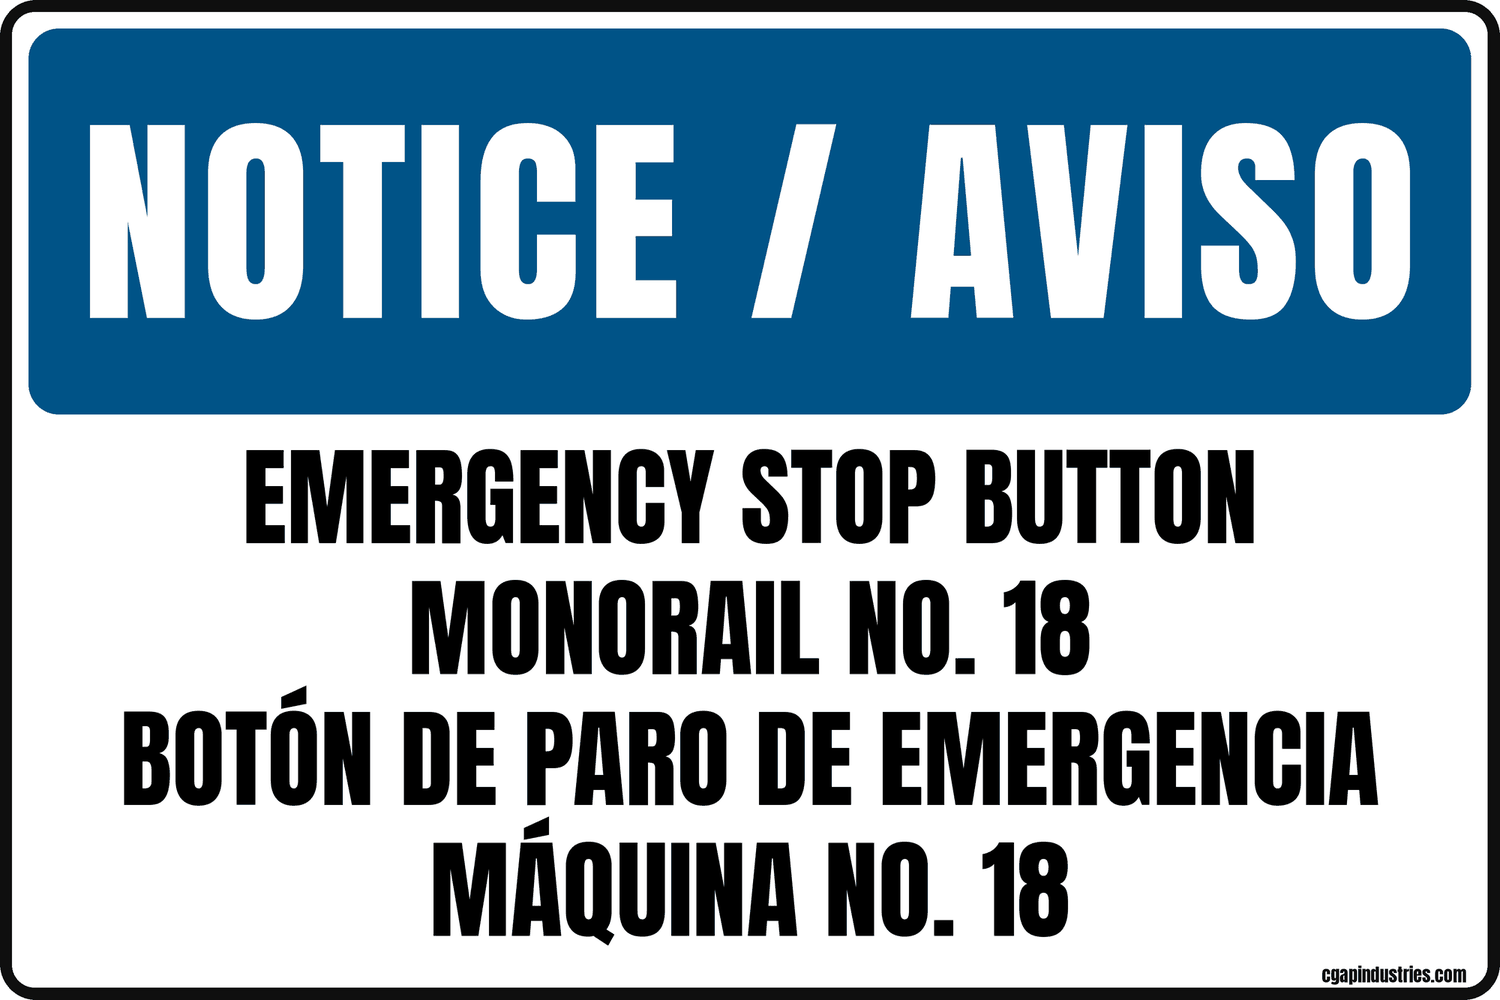 NOTICE / AVISO
EMERGENCY STOP BUTTON
MONORAIL NO. 18
BOTÓN DE PARO DE EMERGENCIA
MÁQUINA NO. 18
cgapindustries.com